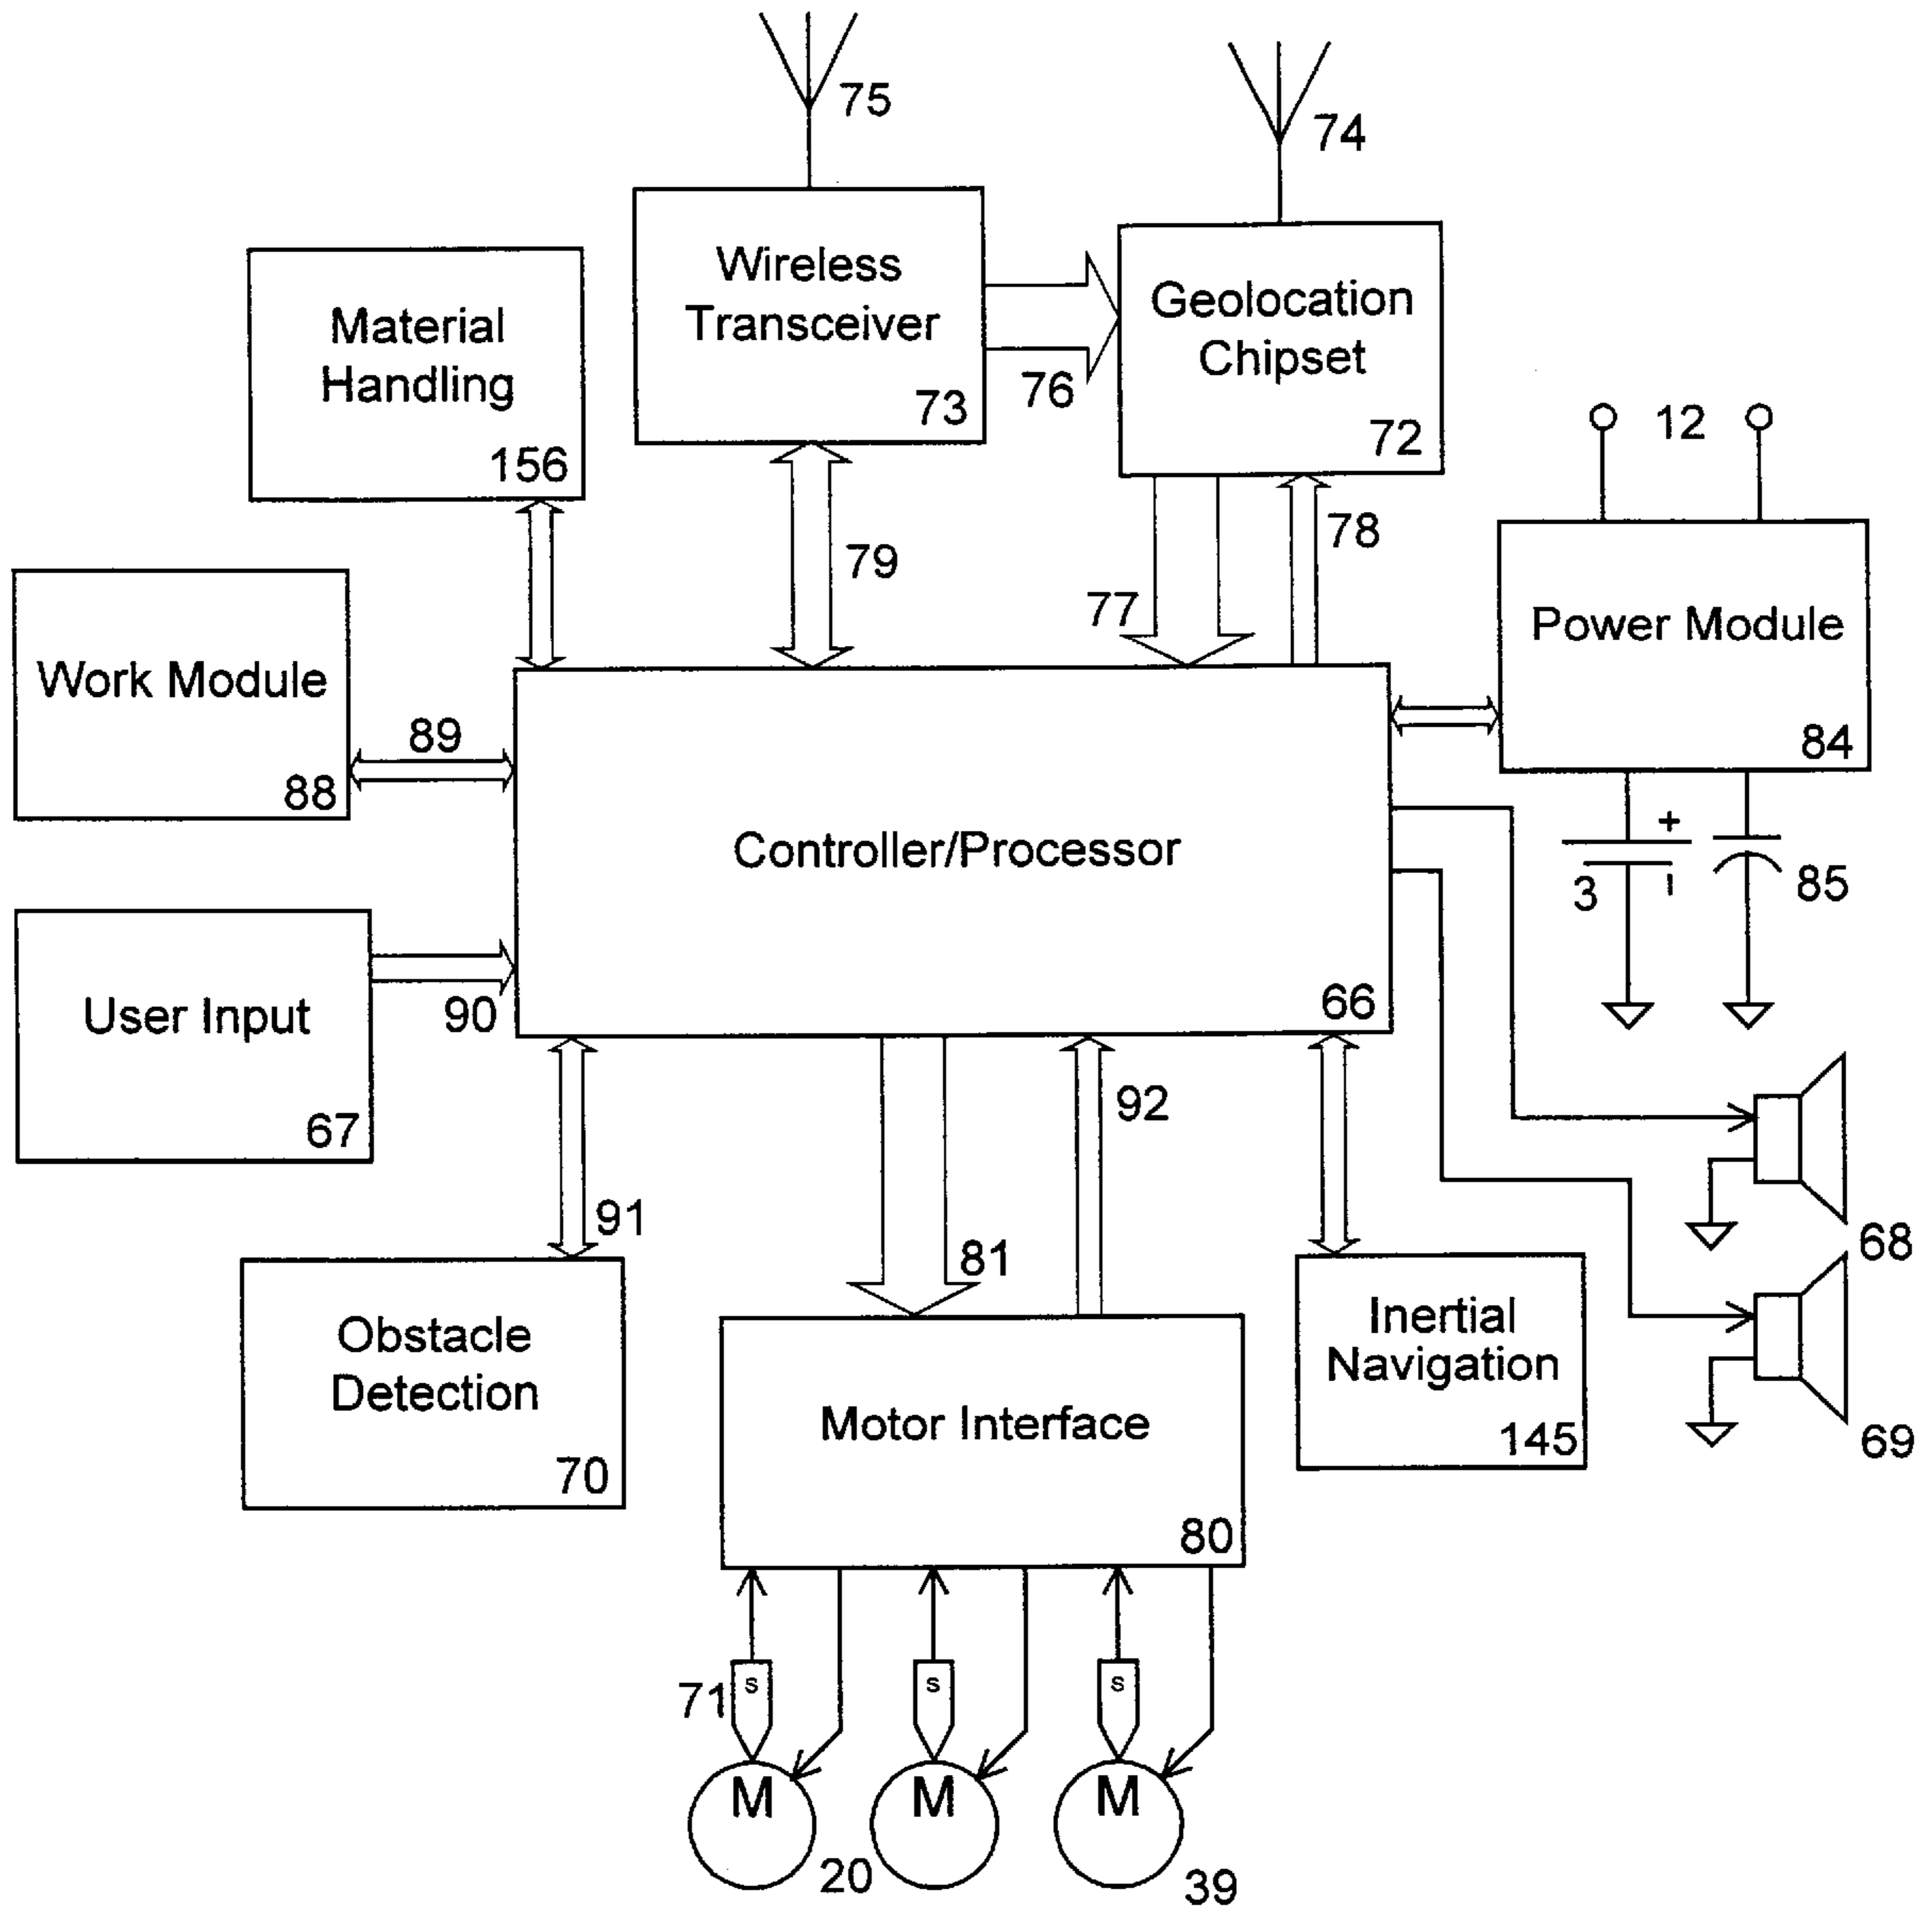 75
74
Wireless
Transceiver
73
76
Geolocation
Chipset
72
Material
Handling
156
12
79
77
78
Power Module
84
Work Module
88
89
Controller/Processor
66
+
3
85
User Input
67
90
91
81
92
68
Obstacle
Detection
70
Motor Interface
80
Inertial
Navigation
145
69
71
s
s
s
M
M
M
20
39